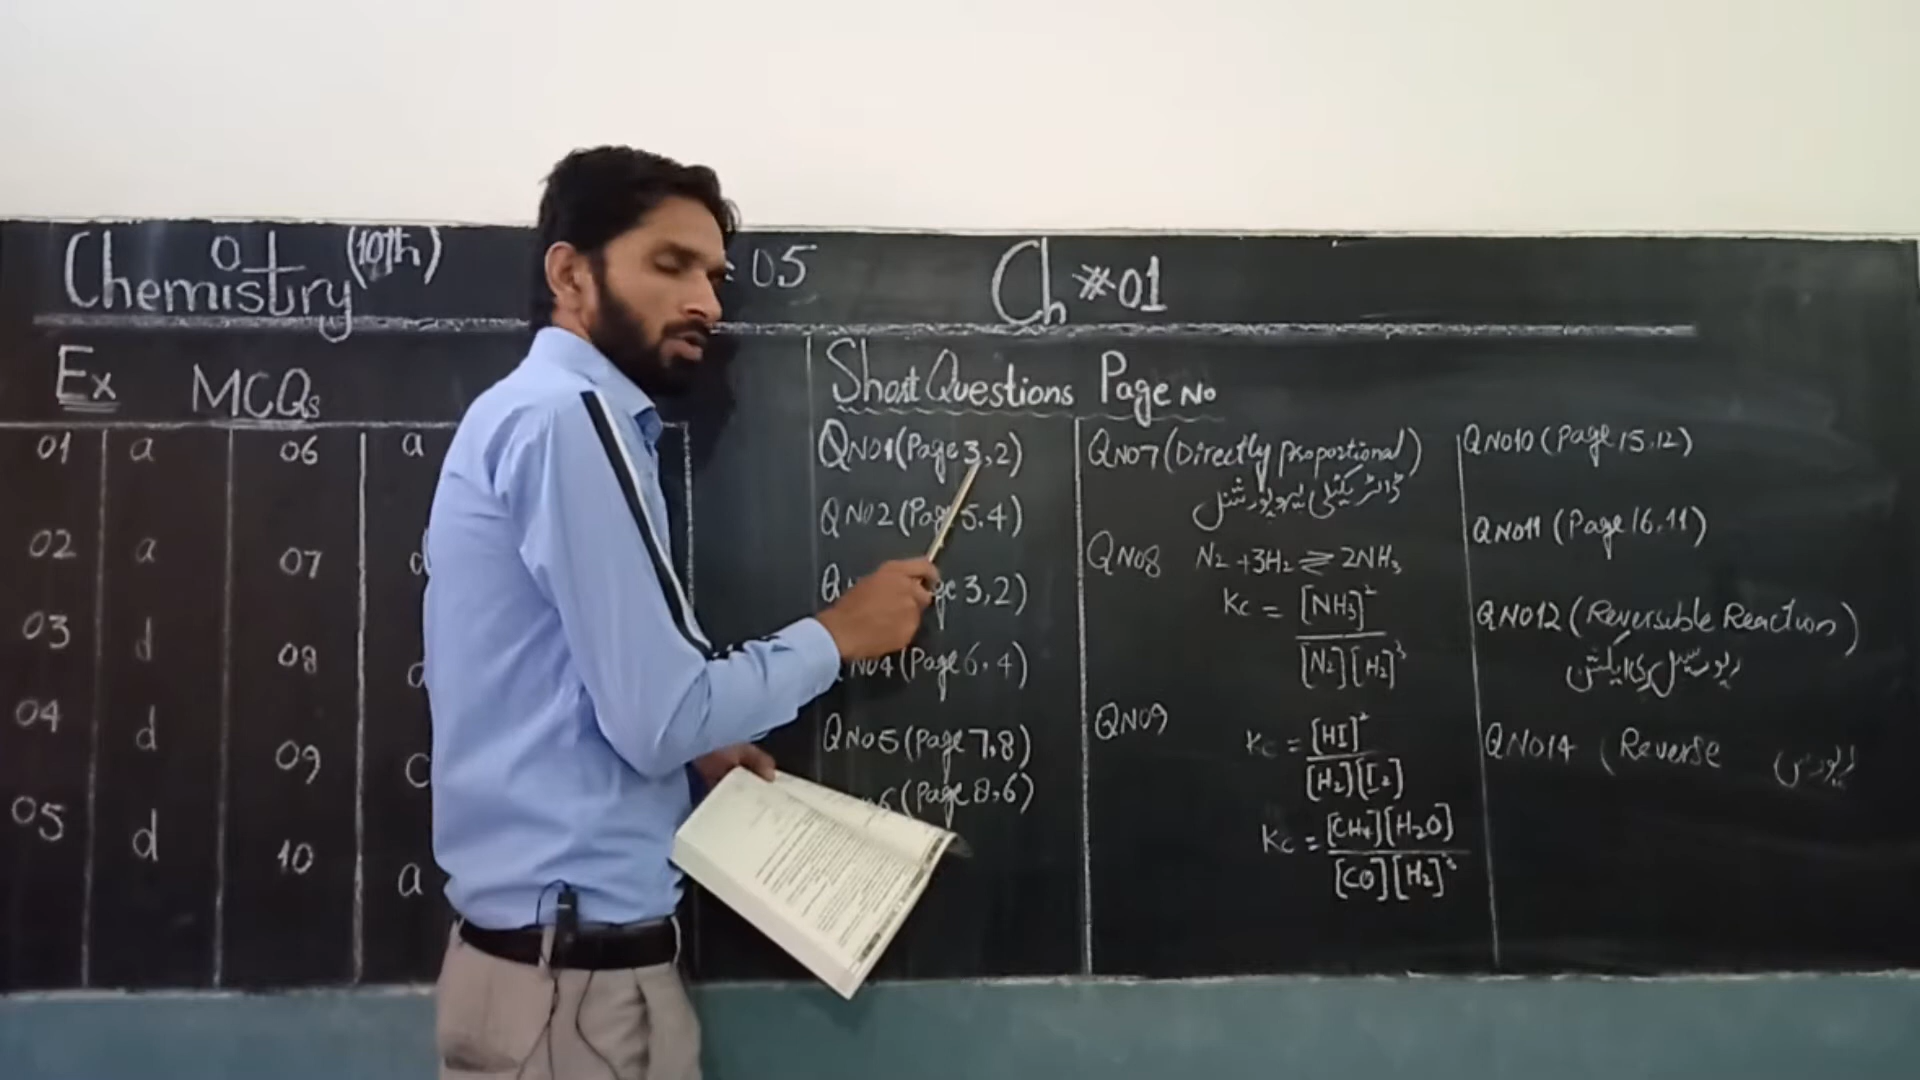 Chemistry (10th)
= 05
Ch #01
Ex MCQs
01 a 06 a
02 a 07 d
03 d 08
04 d 09 c
05 d 10 a
Short Questions Page No
QNO1(Page 3,2)
QNO2(Pag 5.4)
Q ge 3,2)
NO4(Page 6.4)
QNO5(Page 7,8)
6(Page 8,6)
QNO7(Directly proportional)
ڈائریکٹلی پروپورشنل
QNO8 N₂ +3H₂ ⇌ 2NH₃
Kc = [NH₃]²
[N₂][H₂]³
QNO9
Kc = [HI]²
[H₂][I₂]
Kc = [CH₄][H₂O]
[CO][H₂]³
QNO10(Page 15,12)
QNO11(Page 16,11)
QNO12(Reversible Reaction)
ریورسیبل ری ایکشن
QNO14 (Reverse ریورس